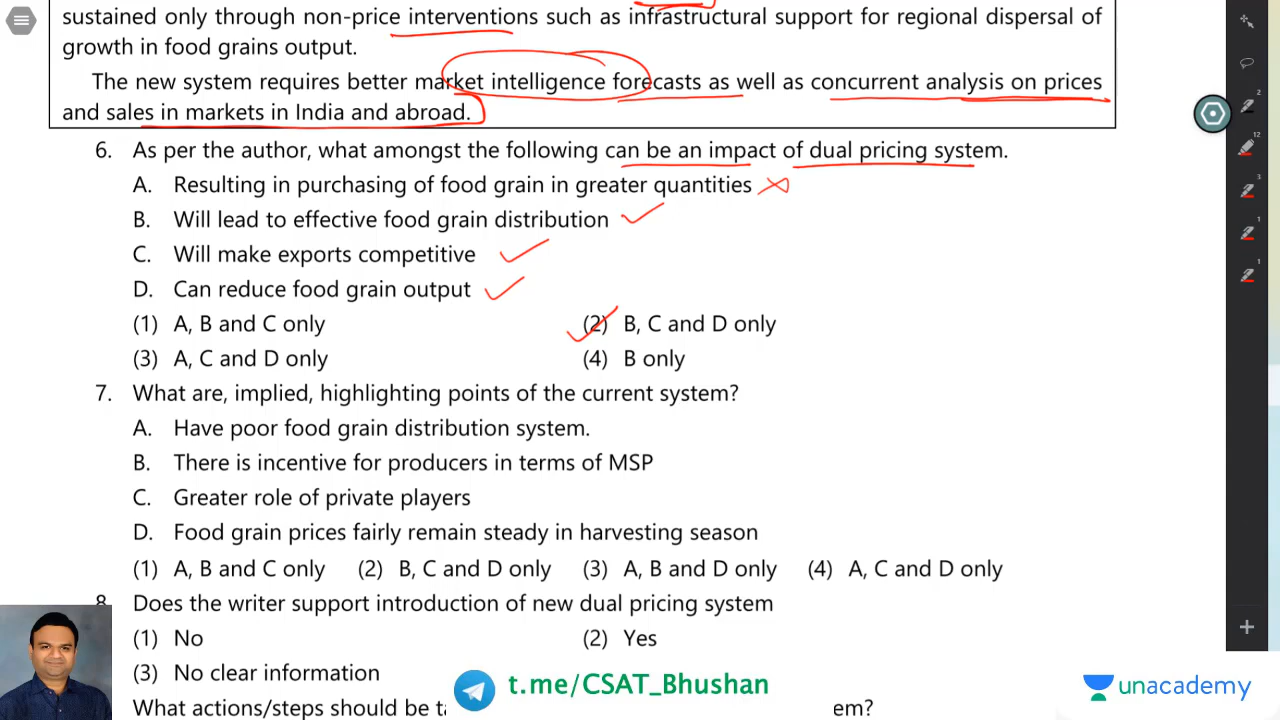 sustained only through non-price interventions such as infrastructural support for regional dispersal of
growth in food grains output.
The new system requires better market intelligence forecasts as well as concurrent analysis on prices
and sales in markets in India and abroad.
6. As per the author, what amongst the following can be an impact of dual pricing system.
A. Resulting in purchasing of food grain in greater quantities
B. Will lead to effective food grain distribution
C. Will make exports competitive
D. Can reduce food grain output
(1) A, B and C only (2) B, C and D only
(3) A, C and D only (4) B only
7. What are, implied, highlighting points of the current system?
A. Have poor food grain distribution system.
B. There is incentive for producers in terms of MSP
C. Greater role of private players
D. Food grain prices fairly remain steady in harvesting season
(1) A, B and C only (2) B, C and D only (3) A, B and D only (4) A, C and D only
8. Does the writer support introduction of new dual pricing system
(1) No (2) Yes
(3) No clear information
What actions/steps should be em?
t.me/CSAT_Bhushan
unacademy
2
12
3
1
1